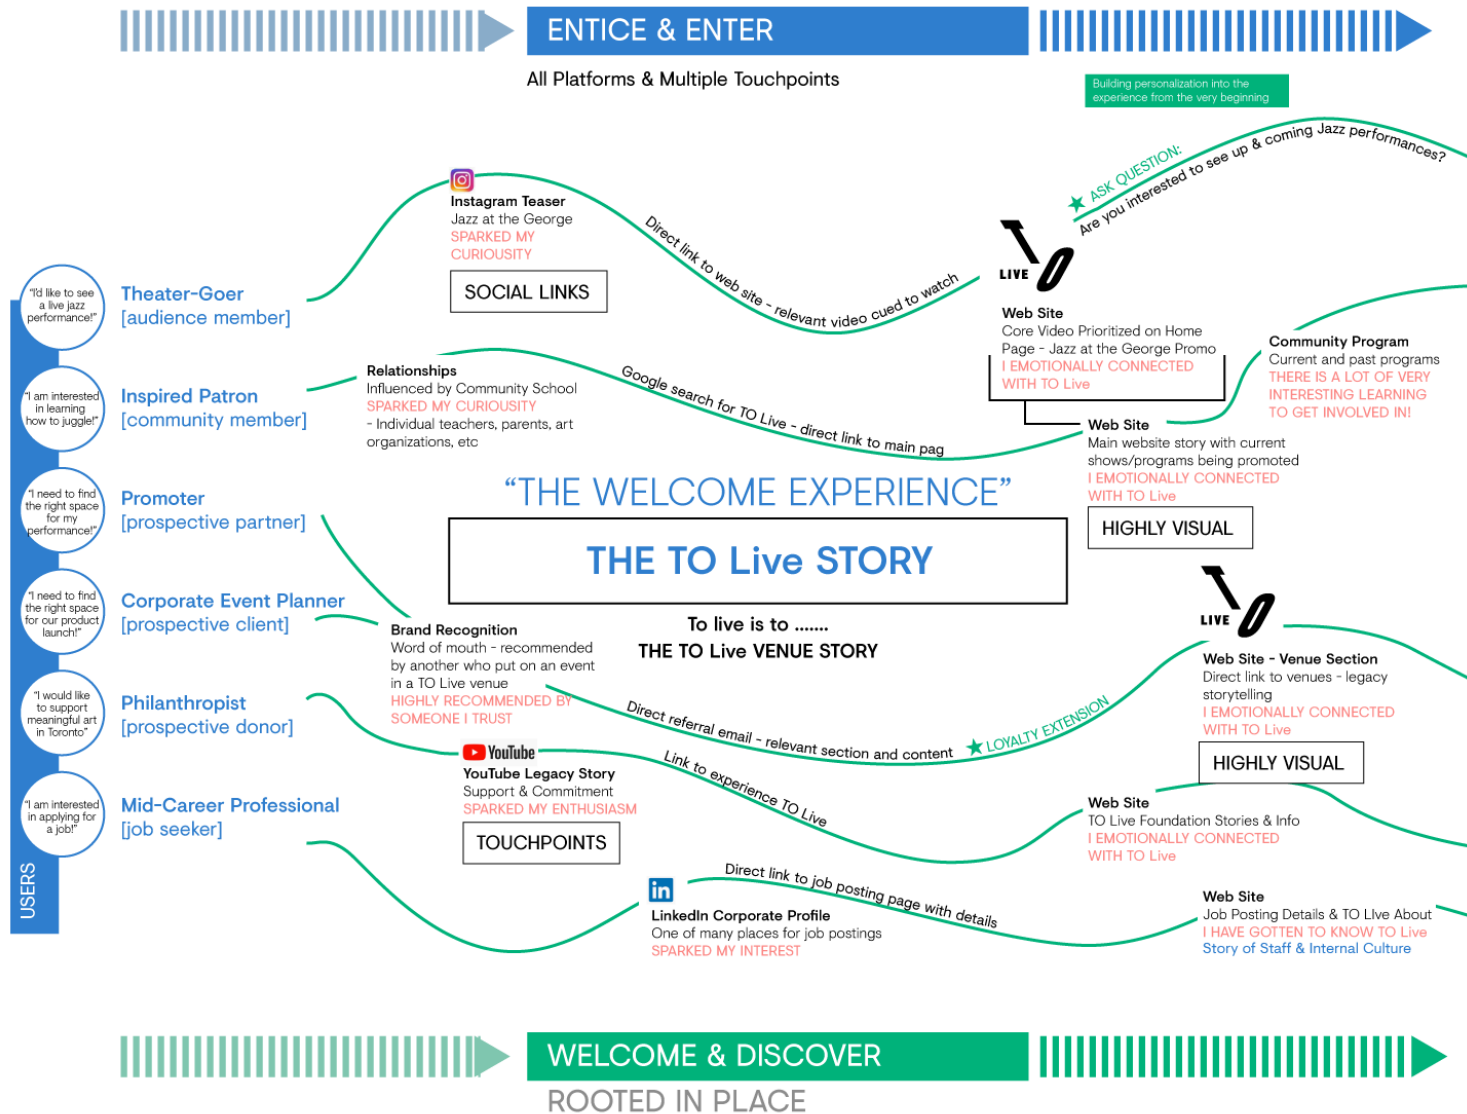 ENTICE & ENTER
All Platforms & Multiple Touchpoints
Building personalization into the
experience from the very beginning
★ ASK QUESTION:
Are you interested to see up & coming Jazz performances?
Instagram Teaser
Jazz at the George
SPARKED MY
CURIOUSITY
SOCIAL LINKS
Direct link to web site - relevant video cued to watch
TO
LIVE
Web Site
Core Video Prioritized on Home
Page - Jazz at the George Promo
I EMOTIONALLY CONNECTED
WITH TO Live
"I'd like to see
a live jazz
performance!"
Theater-Goer
[audience member]
"I am interested
in learning
how to juggle!"
Inspired Patron
[community member]
Relationships
Influenced by Community School
SPARKED MY CURIOUSITY
- Individual teachers, parents, art
organizations, etc
Google search for TO Live - direct link to main pag
Web Site
Main website story with current
shows/programs being promoted
I EMOTIONALLY CONNECTED
WITH TO Live
HIGHLY VISUAL
Community Program
Current and past programs
THERE IS A LOT OF VERY
INTERESTING LEARNING
TO GET INVOLVED IN!
"THE WELCOME EXPERIENCE"
THE TO Live STORY
To live is to .......
THE TO Live VENUE STORY
"I need to find
the right space
for my
performance!"
Promoter
[prospective partner]
"I need to find
the right space
for our product
launch!"
Corporate Event Planner
[prospective client]
Brand Recognition
Word of mouth - recommended
by another who put on an event
in a TO Live venue
HIGHLY RECOMMENDED BY
SOMEONE I TRUST
Direct referral email - relevant section and content
★ LOYALTY EXTENSION
TO
LIVE
Web Site - Venue Section
Direct link to venues - legacy
storytelling
I EMOTIONALLY CONNECTED
WITH TO Live
HIGHLY VISUAL
"I would like
to support
meaningful art
in Toronto"
Philanthropist
[prospective donor]
YouTube
YouTube Legacy Story
Support & Commitment
SPARKED MY ENTHUSIASM
TOUCHPOINTS
Link to experience TO Live
Web Site
TO Live Foundation Stories & Info
I EMOTIONALLY CONNECTED
WITH TO Live
"I am interested
in applying for
a job!"
Mid-Career Professional
[job seeker]
in
LinkedIn Corporate Profile
One of many places for job postings
SPARKED MY INTEREST
Direct link to job posting page with details
Web Site
Job Posting Details & TO LIve About
I HAVE GOTTEN TO KNOW TO Live
Story of Staff & Internal Culture
USERS
WELCOME & DISCOVER
ROOTED IN PLACE